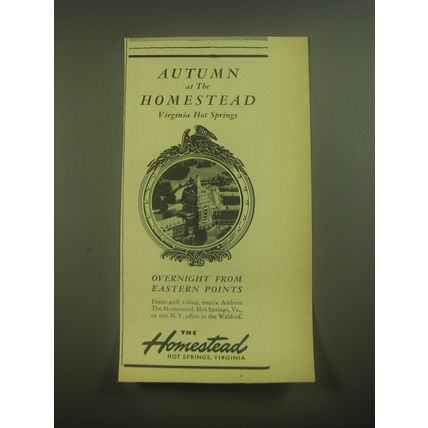 AUTUMN
at The
HOMESTEAD
Virginia Hot Springs
OVERNIGHT FROM
EASTERN POINTS
Finest golf, riding, tennis. Address
The Homestead, Hot Springs, Va.,
or our N.Y. office in the Waldorf.
THE
Homestead
HOT SPRINGS, VIRGINIA